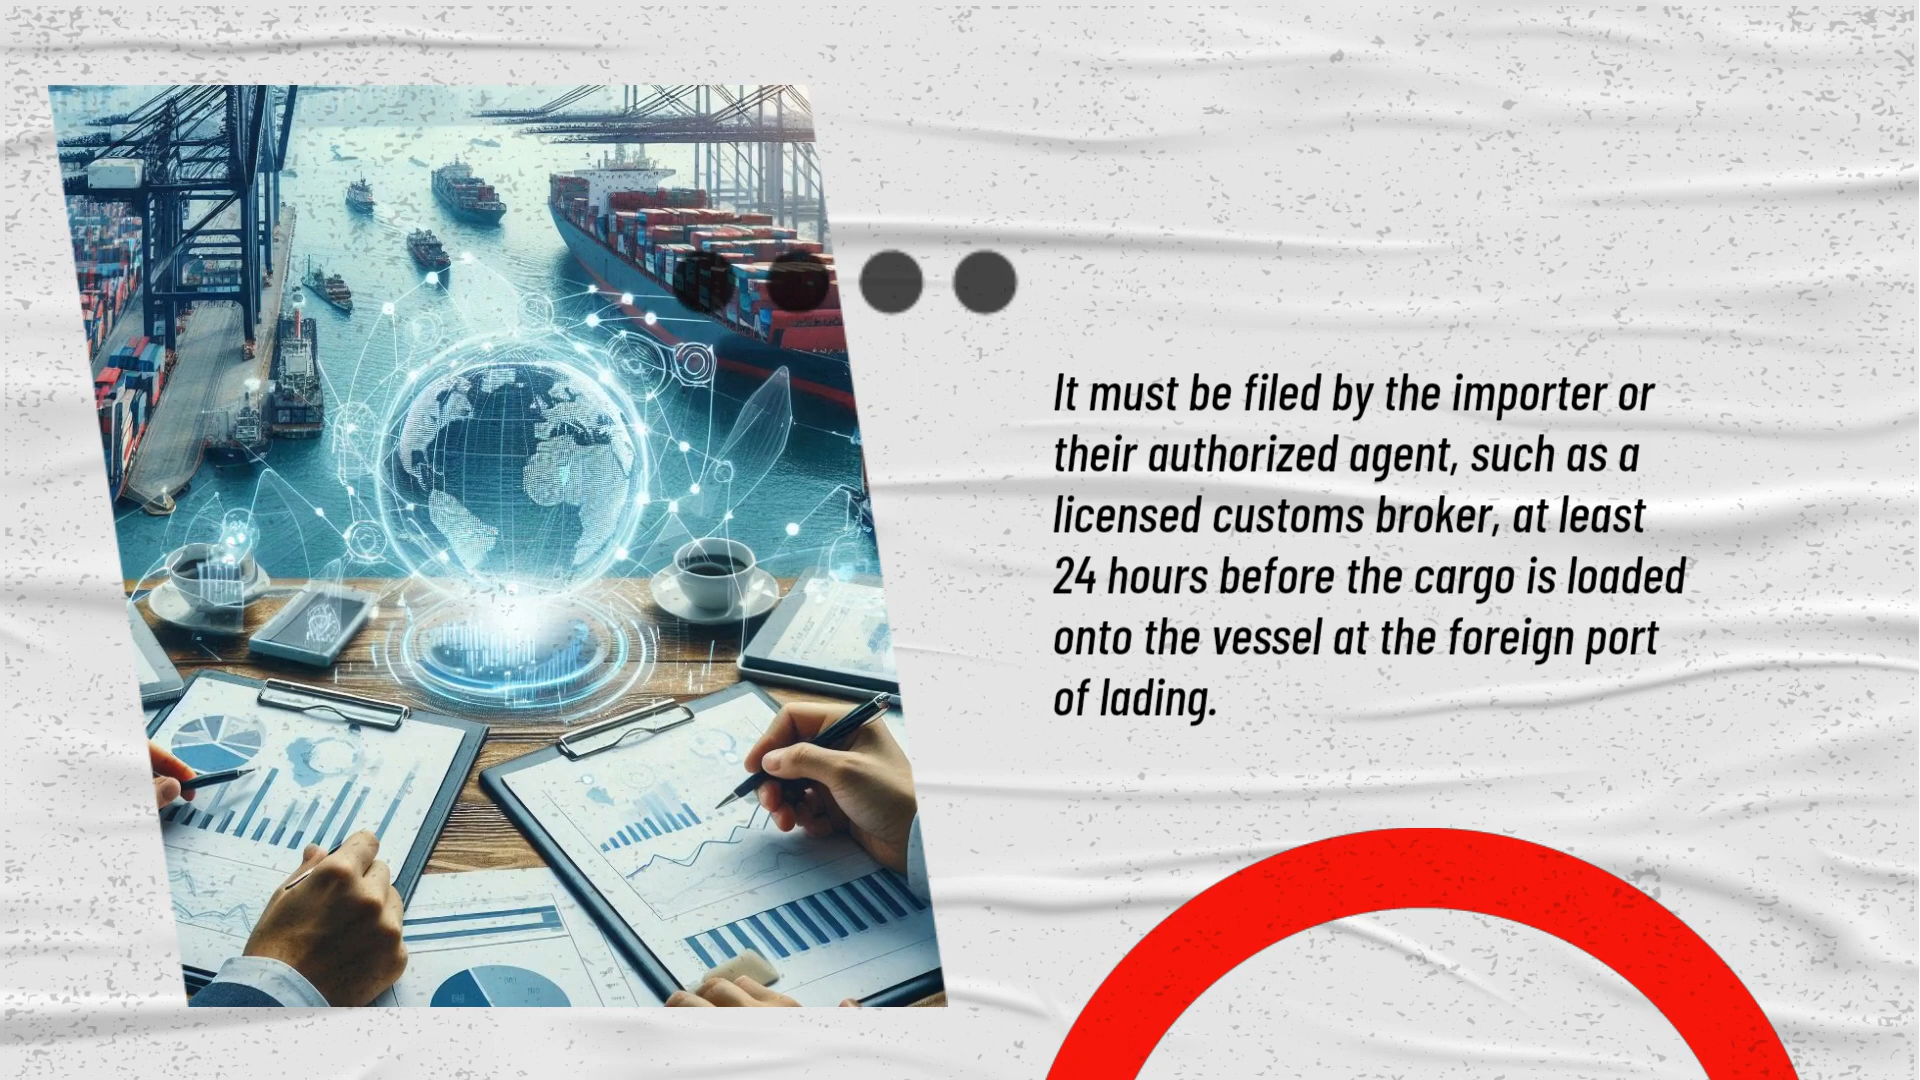 It must be filed by the importer or
their authorized agent, such as a
licensed customs broker, at least
24 hours before the cargo is loaded
onto the vessel at the foreign port
of lading.